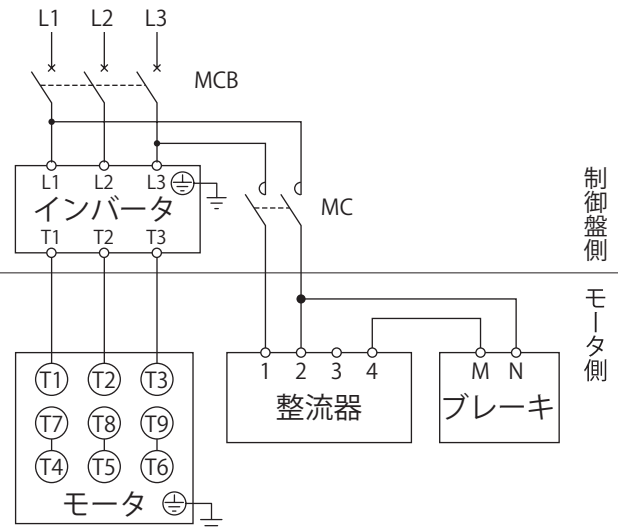 L1 L2 L3
MCB
L1 L2 L3
インバータ
T1 T2 T3
MC
制御盤側
モータ側
T1 T2 T3
T7 T8 T9
T4 T5 T6
モータ
1 2 3 4
整流器
M N
ブレーキ